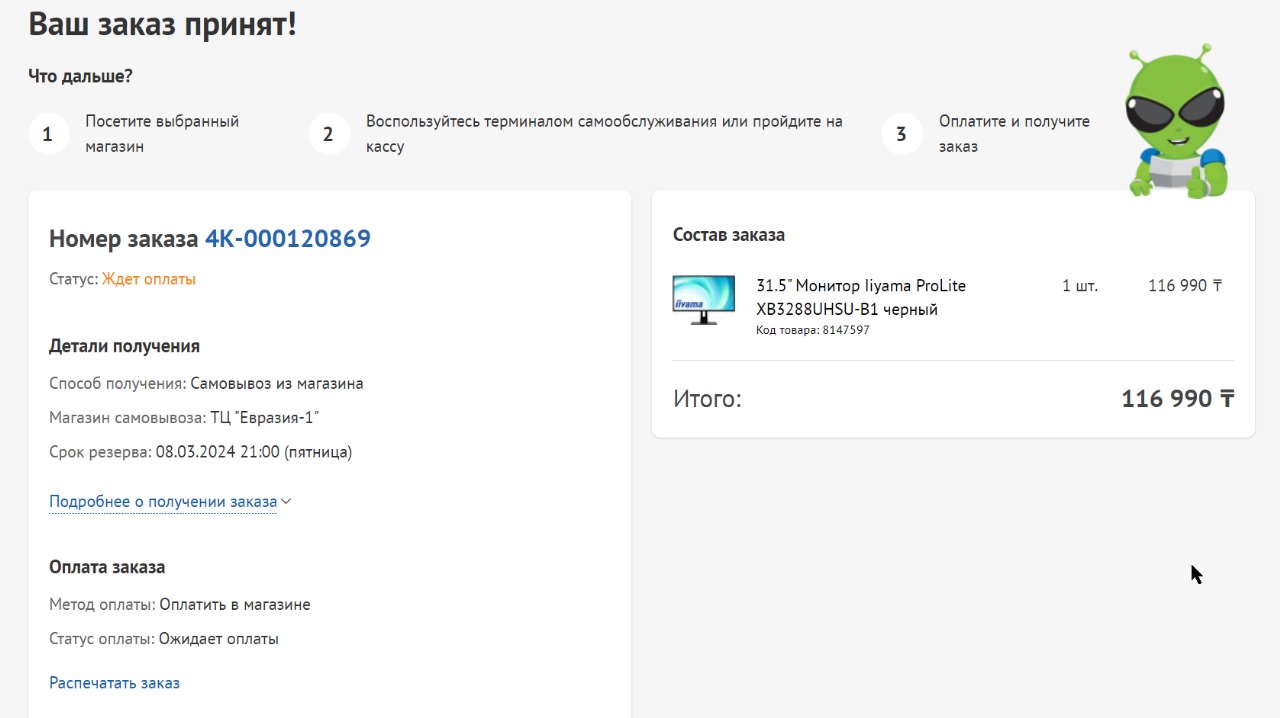 Ваш заказ принят!
Что дальше?
1
Посетите выбранный
магазин
2
Воспользуйтесь терминалом самообслуживания или пройдите на
кассу
3
Оплатите и получите
заказ
Номер заказа 4К-000120869
Статус: Ждет оплаты
Детали получения
Способ получения: Самовывоз из магазина
Магазин самовывоза: ТЦ "Евразия-1"
Срок резерва: 08.03.2024 21:00 (пятница)
Подробнее о получении заказа
Оплата заказа
Метод оплаты: Оплатить в магазине
Статус оплаты: Ожидает оплаты
Распечатать заказ
Состав заказа
iiyama
31.5" Монитор Iiyama ProLite
XB3288UHSU-B1 черный
Код товара: 8147597
1 шт.
116 990 ₸
Итого:
116 990 ₸